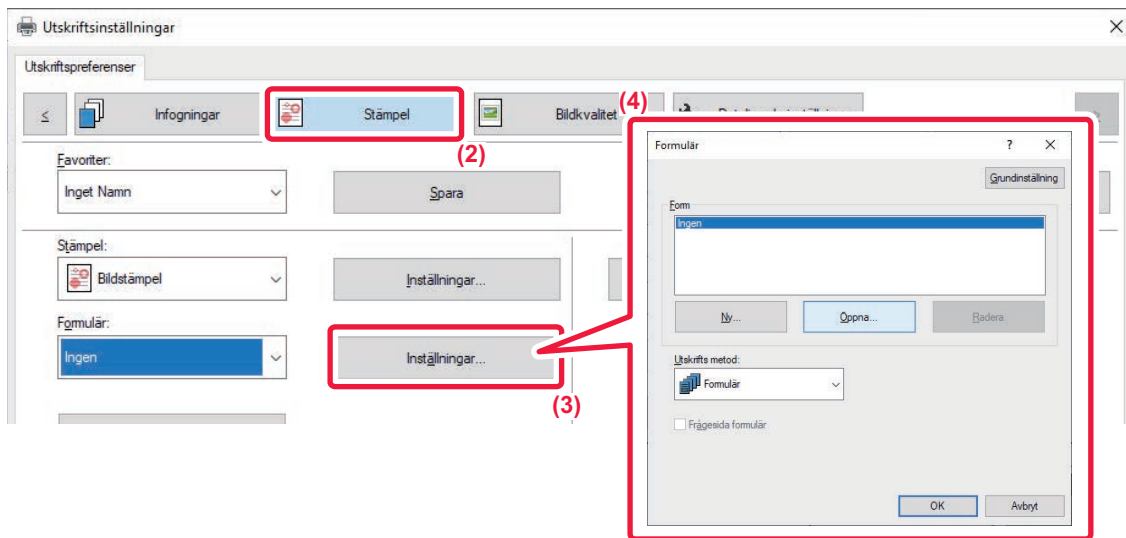 Utskriftsinställningar
Utskriftspreferenser
< Infogningar Stämpel Bildkvalitet
(2)
(4)
Favoriter:
Inget Namn Spara
Stämpel:
Bildstämpel Inställningar...
Formulär:
Ingen Inställningar...
(3)
Formulär ? X
Grundinställning
Form
Ingen
Ny... Öppna... Radera
Utskrifts metod:
Formulär
Frågesida formulär
OK Avbryt